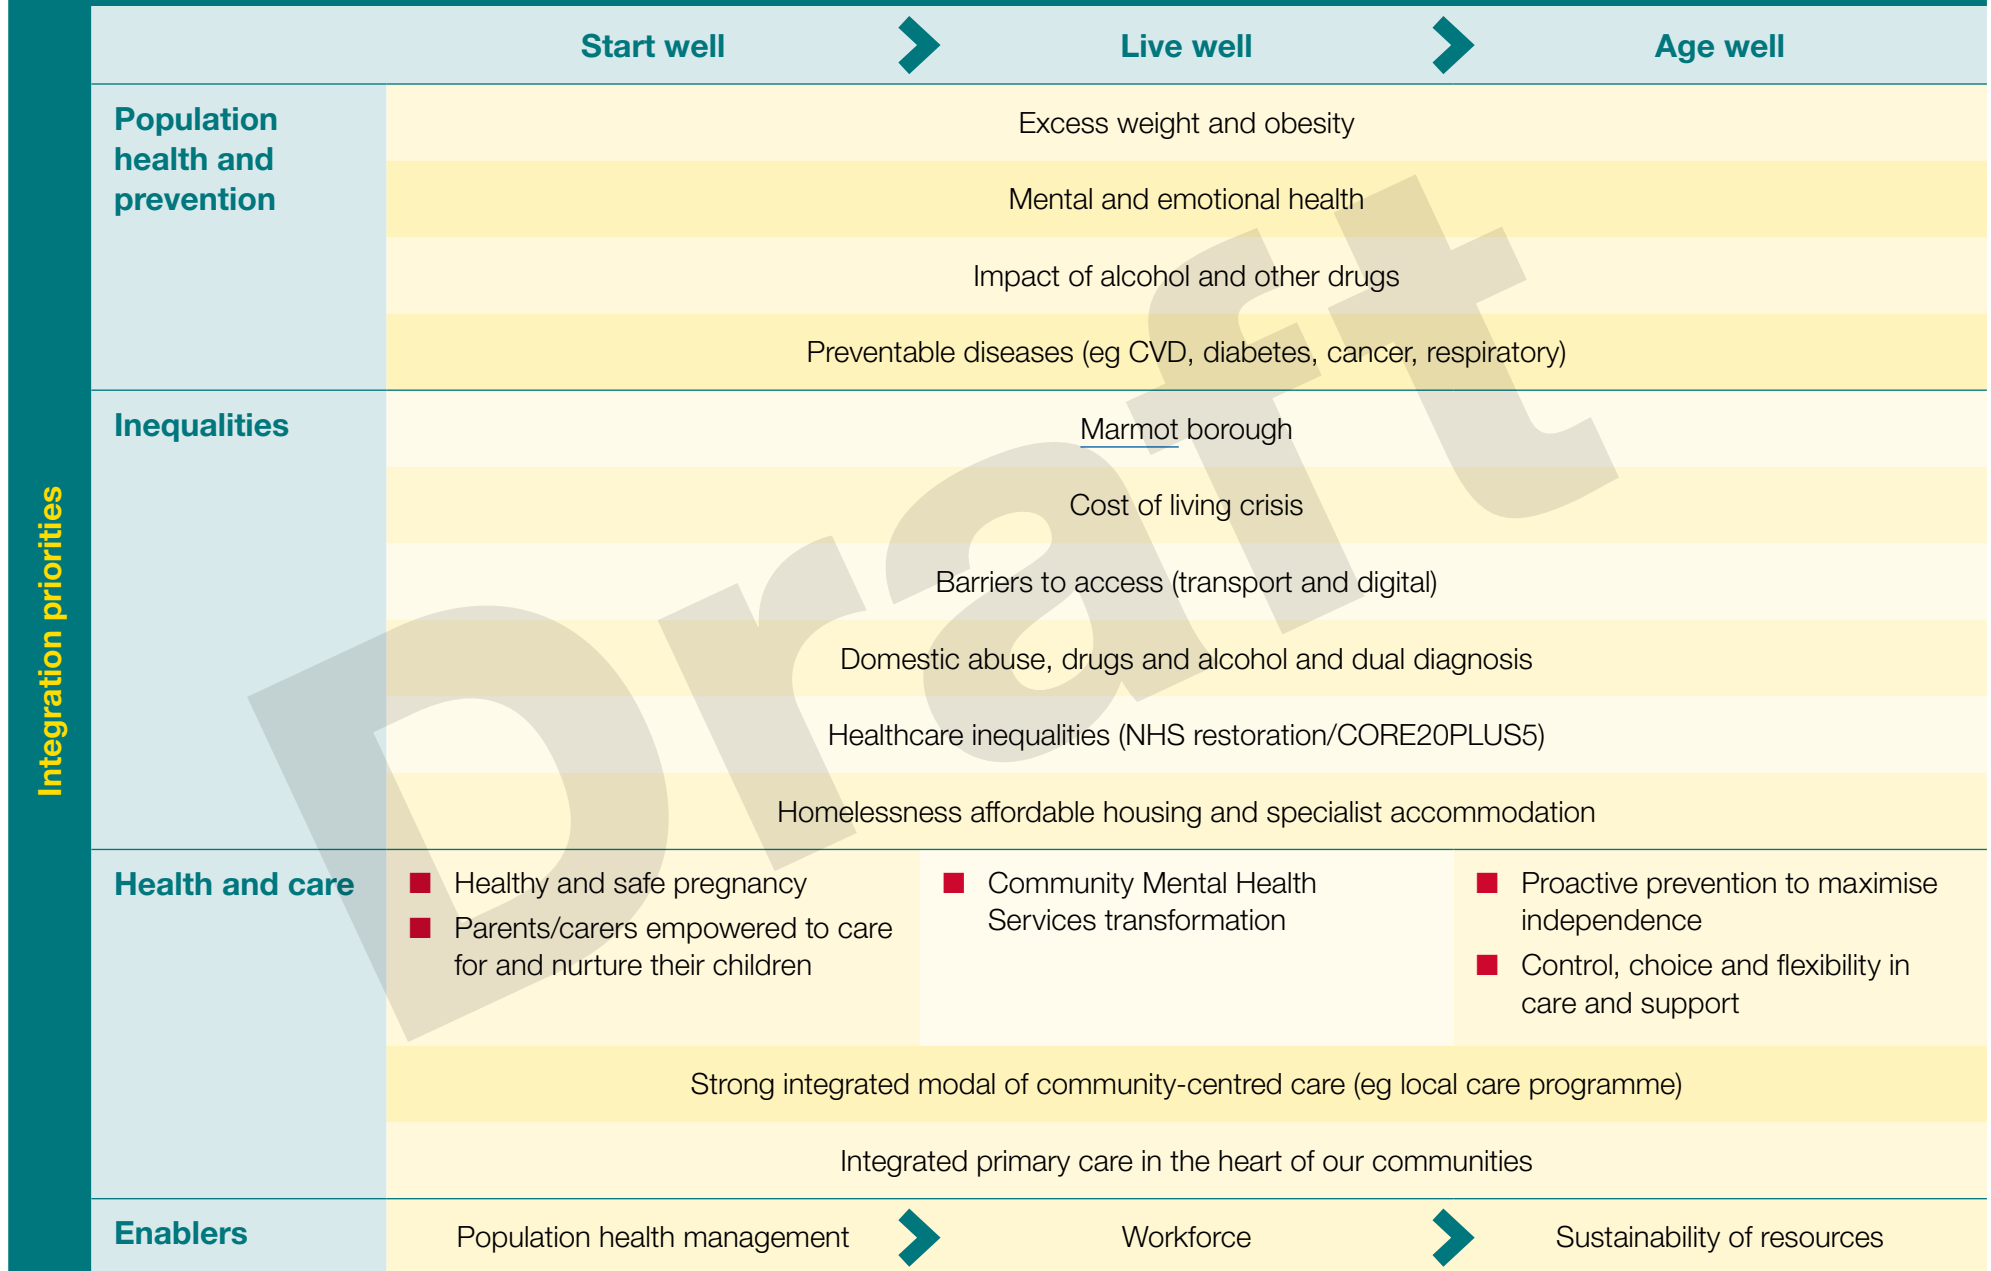 Start well
Live well
Age well
Integration priorities
Population
health and
prevention
Excess weight and obesity
Mental and emotional health
Impact of alcohol and other drugs
Preventable diseases (eg CVD, diabetes, cancer, respiratory)
Inequalities
Marmot borough
Cost of living crisis
Barriers to access (transport and digital)
Domestic abuse, drugs and alcohol and dual diagnosis
Healthcare inequalities (NHS restoration/CORE20PLUS5)
Homelessness affordable housing and specialist accommodation
Health and care
Healthy and safe pregnancy
Parents/carers empowered to care
for and nurture their children
Community Mental Health
Services transformation
Proactive prevention to maximise
independence
Control, choice and flexibility in
care and support
Strong integrated modal of community-centred care (eg local care programme)
Integrated primary care in the heart of our communities
Enablers
Population health management
Workforce
Sustainability of resources
Draft